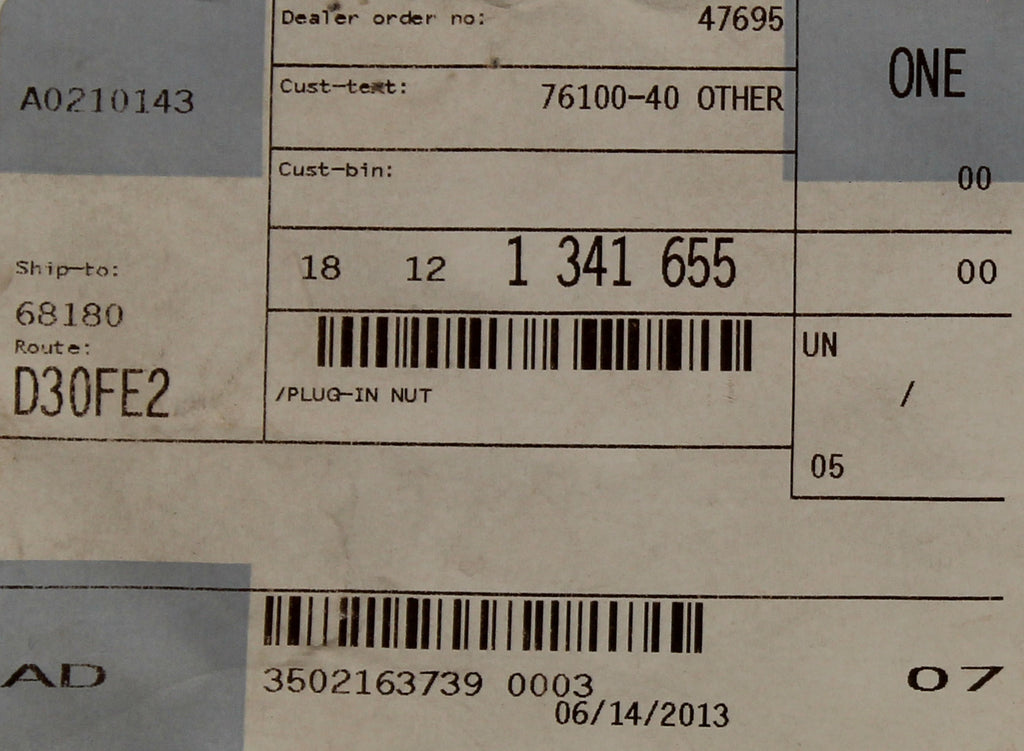 Dealer order no: 47695
ONE
A0210143
Cust-text: 76100-40 OTHER
Cust-bin:
00
Ship-to:
18 12 1 341 655
00
68180
Route:
UN
D30FE2
/PLUG-IN NUT
/
05
AD
3502163739 0003
07
06/14/2013